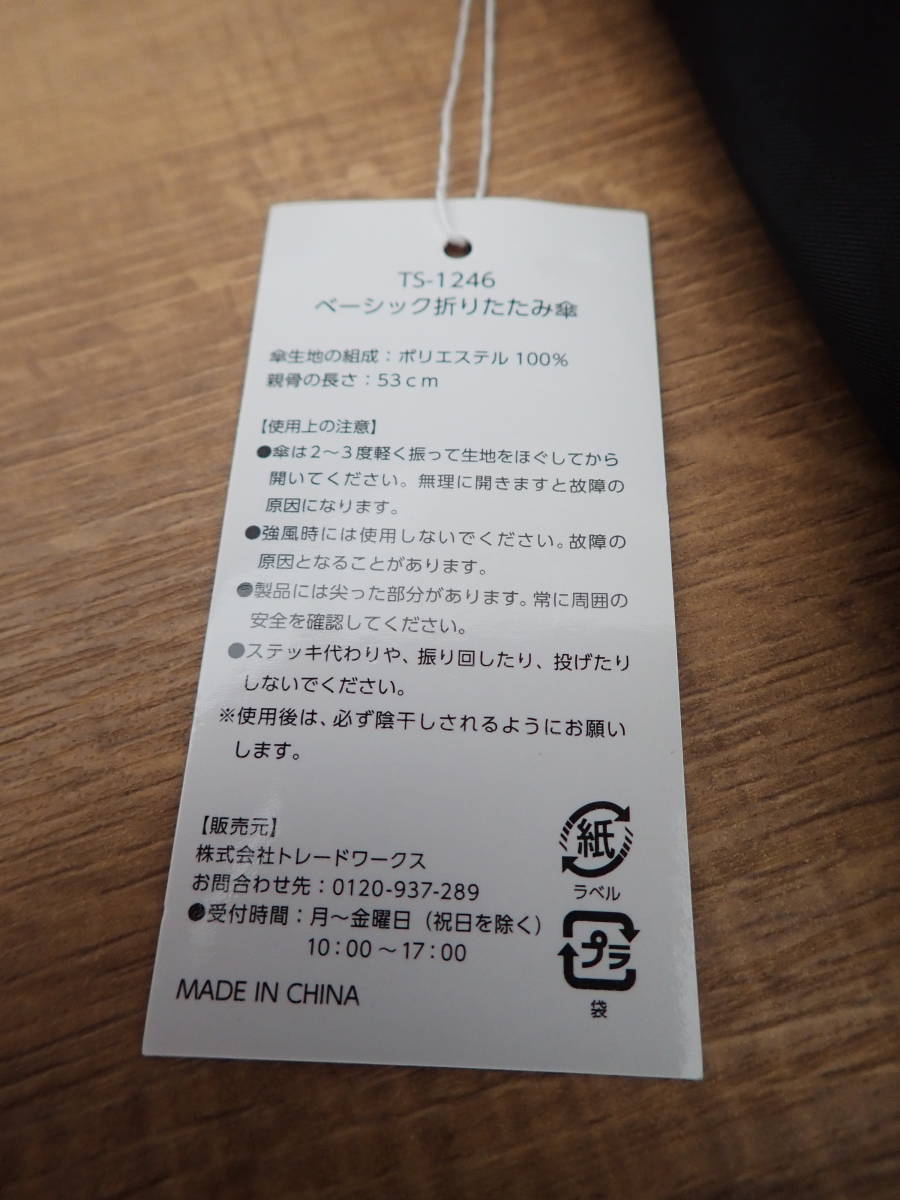 TS-1246
ベーシック折りたたみ傘
傘生地の組成：ポリエステル 100%
親骨の長さ：53ｃｍ
【使用上の注意】
●傘は２〜３度軽く振って生地をほぐしてから
開いてください。無理に開きますと故障の
原因になります。
●強風時には使用しないでください。故障の
原因となることがあります。
●製品には尖った部分があります。常に周囲の
安全を確認してください。
●ステッキ代わりや、振り回したり、投げたり
しないでください。
※使用後は、必ず陰干しされるようにお願い
します。
【販売元】
株式会社トレードワークス
お問合わせ先：0120-937-289
●受付時間：月〜金曜日（祝日を除く）
10：00〜17：00
MADE IN CHINA
紙
ラベル
プラ
袋